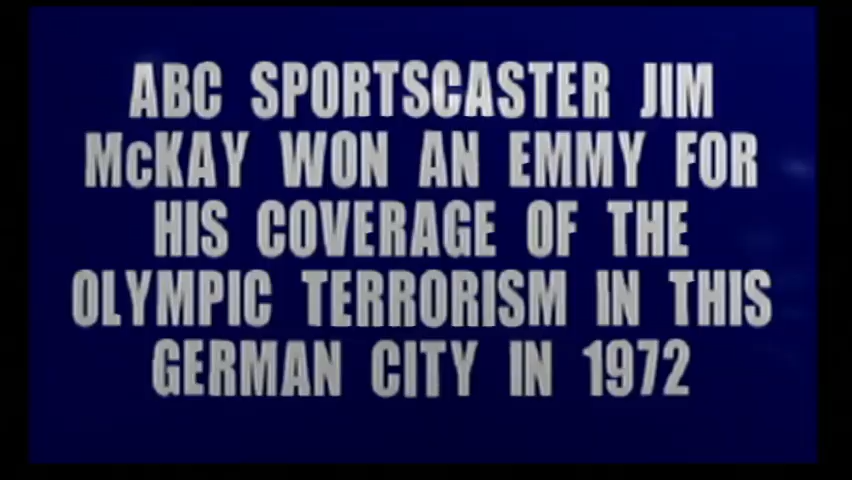 ABC SPORTSCASTER JIM
McKAY WON AN EMMY FOR
HIS COVERAGE OF THE
OLYMPIC TERRORISM IN THIS
GERMAN CITY IN 1972